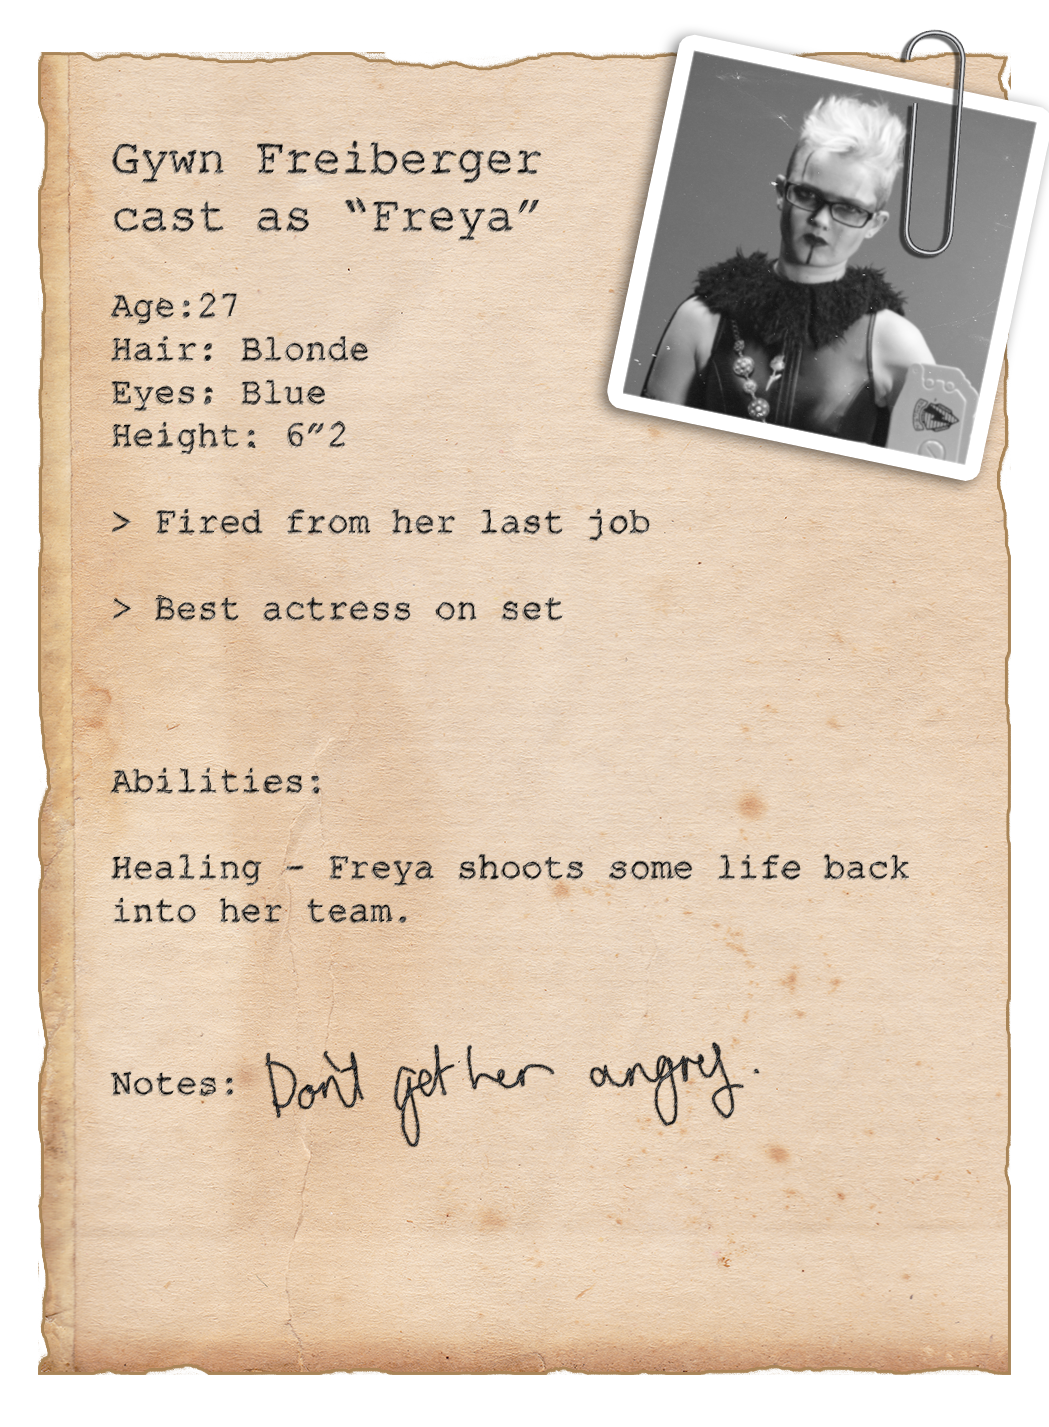 Gywn Freiberger
cast as “Freya”
Age:27
Hair: Blonde
Eyes: Blue
Height: 6”2
> Fired from her last job
> Best actress on set
Abilities:
Healing – Freya shoots some life back
into her team.
Notes: Don't get her angrey.